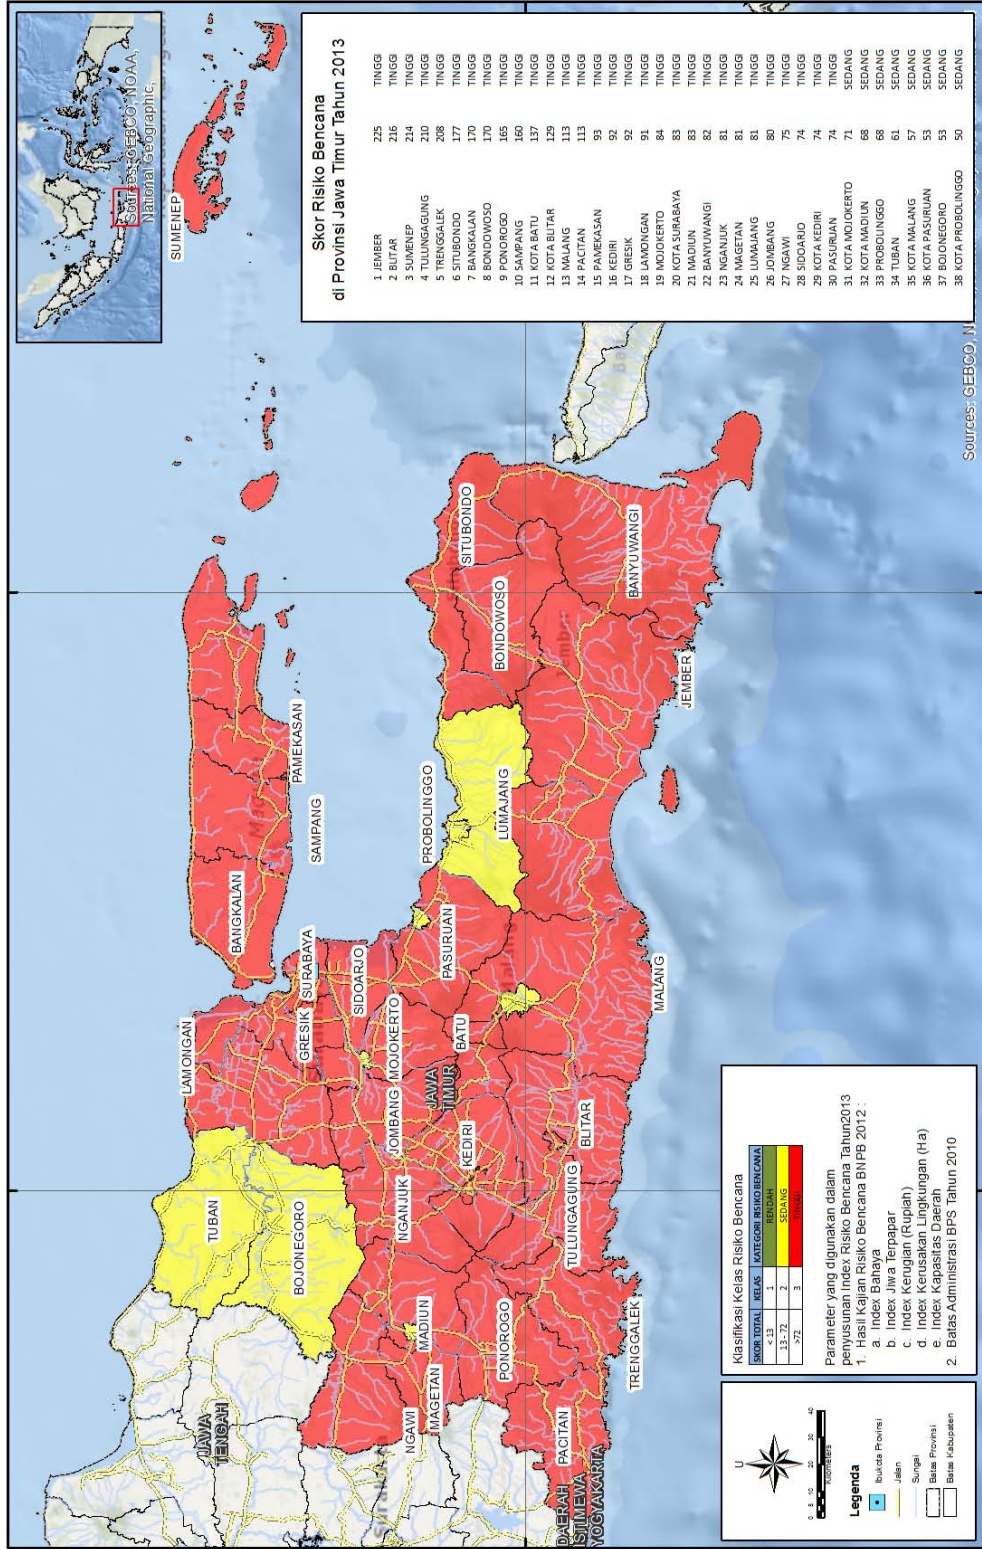 Sources: GEBCO, NOAA,
National Geographic,
Skor Risiko Bencana
di Provinsi Jawa Timur Tahun 2013
1 JEMBER 225 TINGGI
2 BLITAR 216 TINGGI
3 SUMENEP 214 TINGGI
4 TULUNGAGUNG 210 TINGGI
5 TRENGGALEK 208 TINGGI
6 SITUBONDO 177 TINGGI
7 BANGKALAN 170 TINGGI
8 BONDOWOSO 170 TINGGI
9 PONOROGO 165 TINGGI
10 SAMPANG 160 TINGGI
11 KOTA BATU 137 TINGGI
12 KOTA BLITAR 129 TINGGI
13 MALANG 113 TINGGI
14 PACITAN 113 TINGGI
15 PAMEKASAN 93 TINGGI
16 KEDIRI 92 TINGGI
17 GRESIK 92 TINGGI
18 LAMONGAN 91 TINGGI
19 MOJOKERTO 84 TINGGI
20 KOTA SURABAYA 83 TINGGI
21 MADIUN 83 TINGGI
22 BANYUWANGI 82 TINGGI
23 NGANJUK 81 TINGGI
24 MAGETAN 81 TINGGI
25 LUMAJANG 81 TINGGI
26 JOMBANG 80 TINGGI
27 NGAWI 75 TINGGI
28 SIDOARJO 74 TINGGI
29 KOTA KEDIRI 74 TINGGI
30 PASURUAN 74 TINGGI
31 KOTA MOJOKERTO 71 SEDANG
32 KOTA MADIUN 68 SEDANG
33 PROBOLINGGO 68 SEDANG
34 TUBAN 61 SEDANG
35 KOTA MALANG 57 SEDANG
36 KOTA PASURUAN 53 SEDANG
37 BOJONEGORO 53 SEDANG
38 KOTA PROBOLINGGO 50 SEDANG
SUMENEP
JAWA
TENGAH
TUBAN
LAMONGAN
BANGKALAN
SAMPANG
PAMEKASAN
BOJONEGORO
GRESIK
SURABAYA
SIDOARJO
NGAWI
MAGETAN
MADIUN
NGANJUK
JOMBANG
MOJOKERTO
JAWA
TIMUR
BATU
KEDIRI
PASURUAN
PROBOLINGGO
LUMAJANG
BONDOWOSO
SITUBONDO
PONOROGO
PACITAN
DAERAH
ISTIMEWA
YOGYAKARTA
TRENGGALEK
TULUNGAGUNG
BLITAR
MALANG
JEMBER
BANYUWANGI
Sources: GEBCO, N
U
0 5 10 20 30 40
Kilometers
Legenda
Ibukota Provinsi
Jalan
Sungai
Batas Provinsi
Batas Kabupaten
Klasifikasi Kelas Risiko Bencana
SKOR TOTAL KELAS KATEGORI RISIKO BENCANA
< 13 1 RENDAH
13 - 72 2 SEDANG
>72 3 TINGGI
Parameter yang digunakan dalam
penyusunan Index Risiko Bencana Tahun2013
1. Hasil Kajian Risiko Bencana BNPB 2012 :
a. Index Bahaya
b. Index Jiwa Terpapar
c. Index Kerugian (Rupiah)
d. Index Kerusakan Lingkungan (Ha)
e. Index Kapasitas Daerah
2. Batas Administrasi BPS Tahun 2010